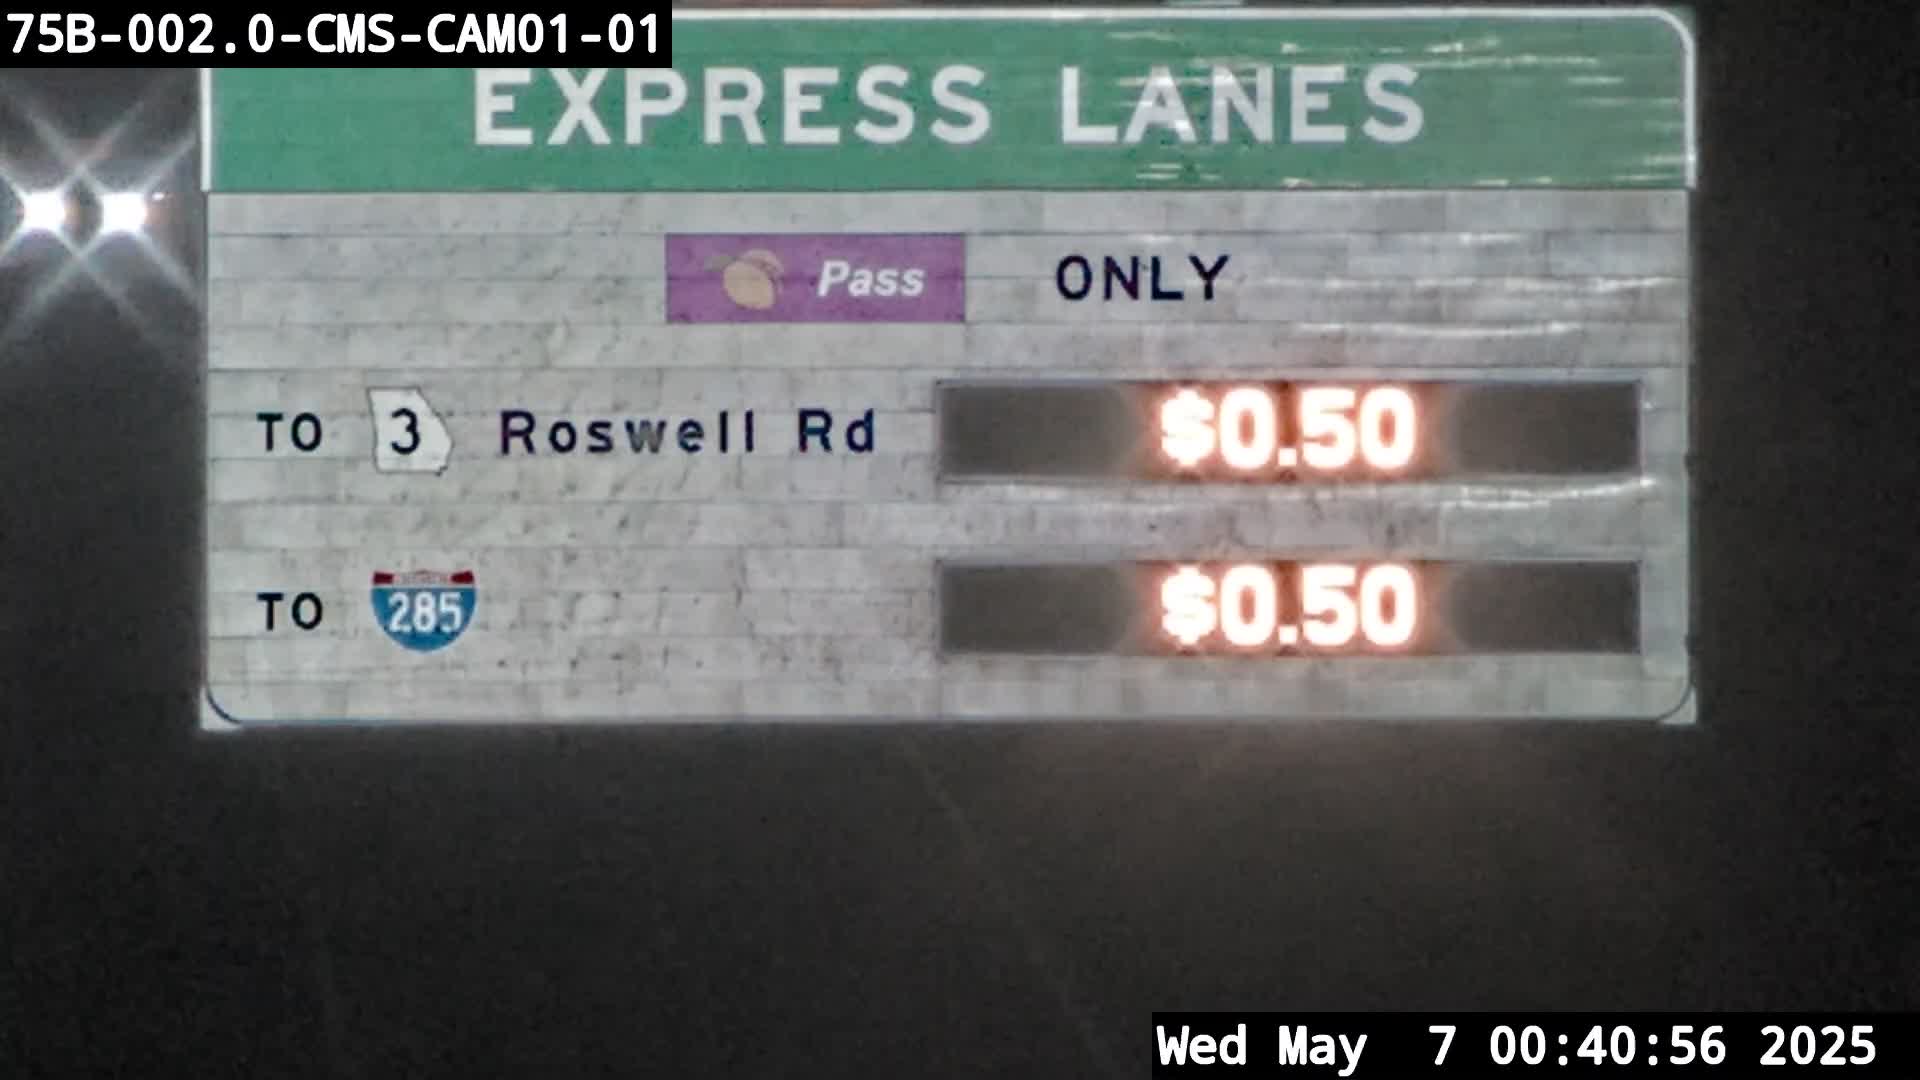 75B-002.0-CMS-CAM01-01
EXPRESS LANES
Pass ONLY
TO 3 Roswell Rd $0.50
TO 285 $0.50
Wed May 7 00:40:56 2025